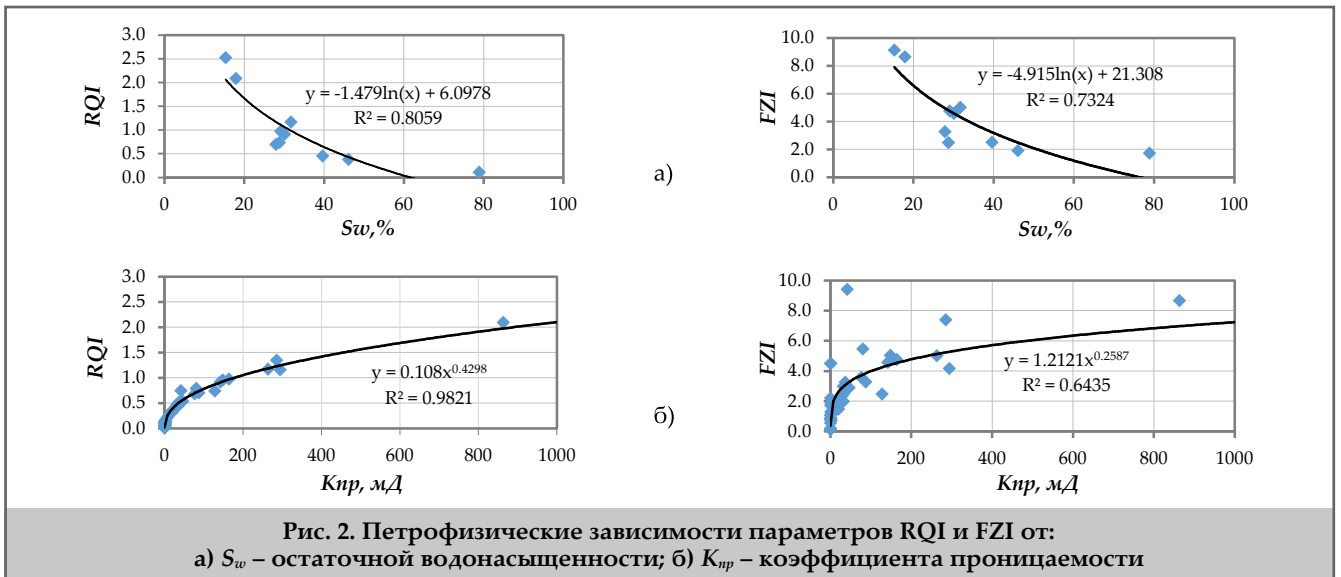 3.0
2.5
2.0
1.5
1.0
0.5
0.0
RQI
y = -1.479ln(x) + 6.0978
R² = 0.8059
0 20 40 60 80 100
Sw,%
а)
10.0
8.0
6.0
4.0
2.0
0.0
FZI
y = -4.915ln(x) + 21.308
R² = 0.7324
0 20 40 60 80 100
Sw,%
3.0
2.5
2.0
1.5
1.0
0.5
0.0
RQI
y = 0.108x^0.4298
R² = 0.9821
0 200 400 600 800 1000
Кпр, мД
б)
10.0
8.0
6.0
4.0
2.0
0.0
FZI
y = 1.2121x^0.2587
R² = 0.6435
0 200 400 600 800 1000
Кпр, мД
Рис. 2. Петрофизические зависимости параметров RQI и FZI от:
а) Sw – остаточной водонасыщенности; б) Kпр – коэффициента проницаемости